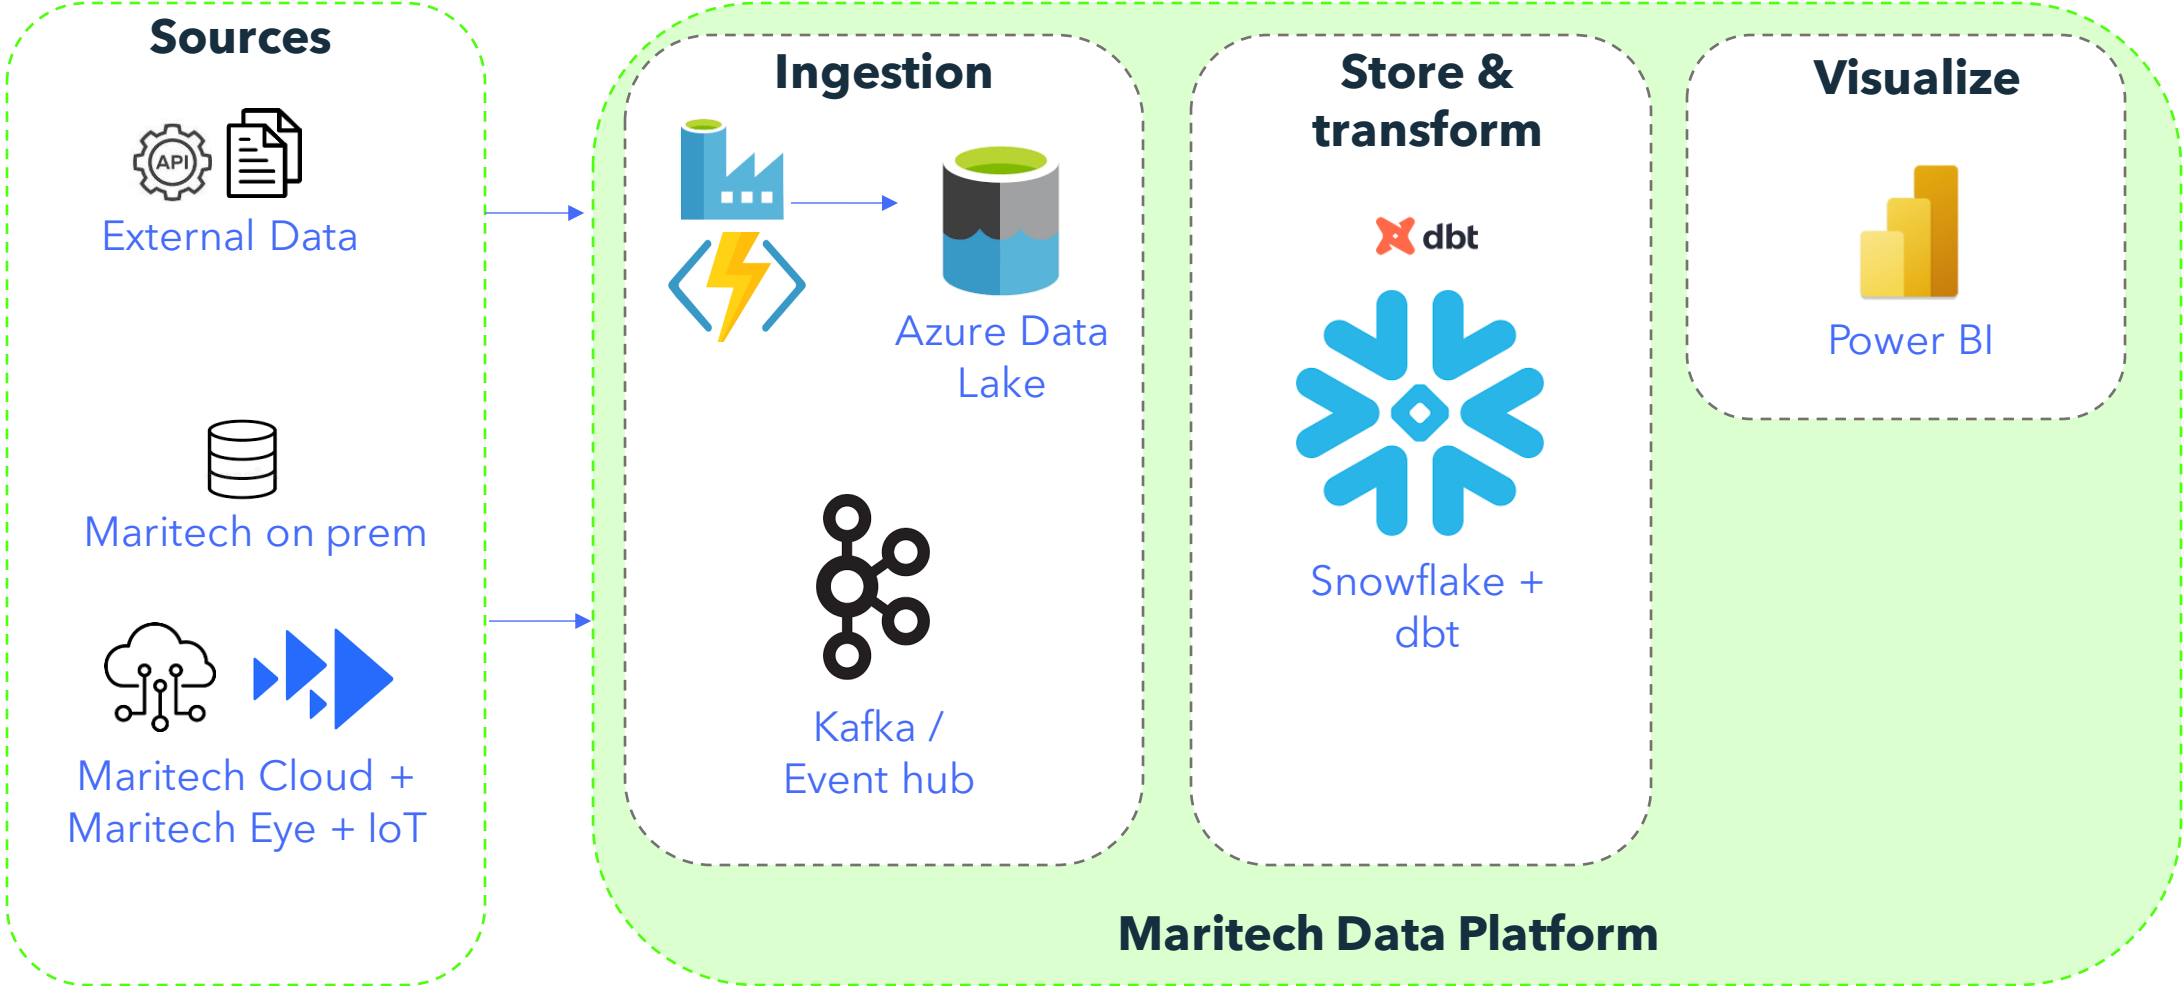 Sources
API
External Data
Maritech on prem
Maritech Cloud +
Maritech Eye + IoT
Ingestion
Azure Data
Lake
Kafka /
Event hub
Store &
transform
dbt
Snowflake +
dbt
Visualize
Power BI
Maritech Data Platform